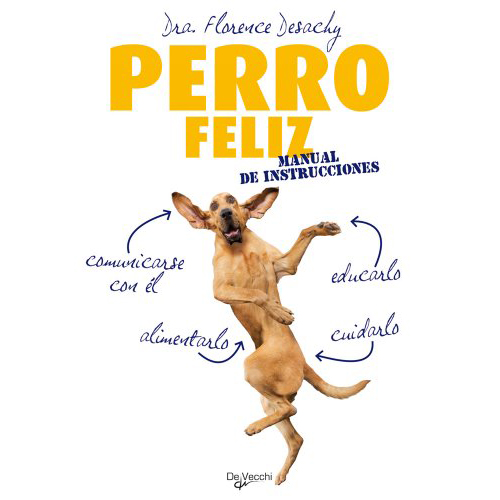 Dra. Florence Desachy
PERRO
FELIZ
MANUAL
DE INSTRUCCIONES
comunicarse
con él
educarlo
alimentarlo
cuidarlo
De Vecchi